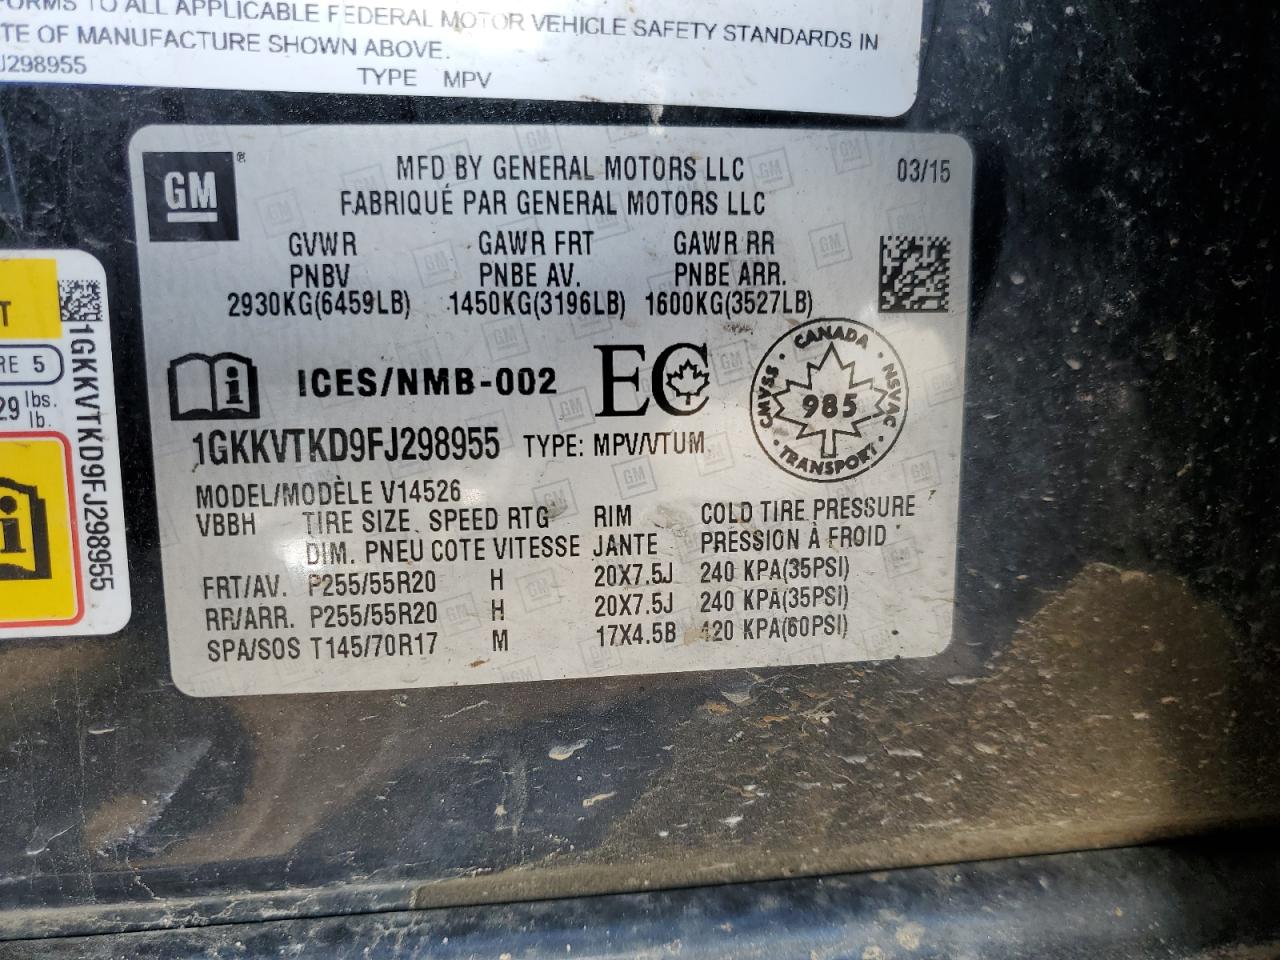 TO ALL APPLICABLE FEDERAL MOTOR VEHICLE SAFETY STANDARDS IN
OF MANUFACTURE SHOWN ABOVE.
J298955
TYPE MPV
GM®
MFD BY GENERAL MOTORS LLC
03/15
FABRIQUÉ PAR GENERAL MOTORS LLC
GVWR GAWR FRT GAWR RR
PNBV PNBE AV. PNBE ARR.
2930KG(6459LB) 1450KG(3196LB) 1600KG(3527LB)
ICES/NMB-002 EC
CANADA
CMVSS 985 NSVAC
TRANSPORT
1GKKVTKD9FJ298955 TYPE: MPV/VTUM
MODEL/MODÈLE V14526
VBBH TIRE SIZE SPEED RTG RIM COLD TIRE PRESSURE
DIM. PNEU COTE VITESSE JANTE PRESSION À FROID
FRT/AV. P255/55R20 H 20X7.5J 240 KPA(35PSI)
RR/ARR. P255/55R20 H 20X7.5J 240 KPA(35PSI)
SPA/SOS T145/70R17 M 17X4.5B 420 KPA(60PSI)
T
RE 5
29 lbs.
lb.
i
1GKKVTKD9FJ298955